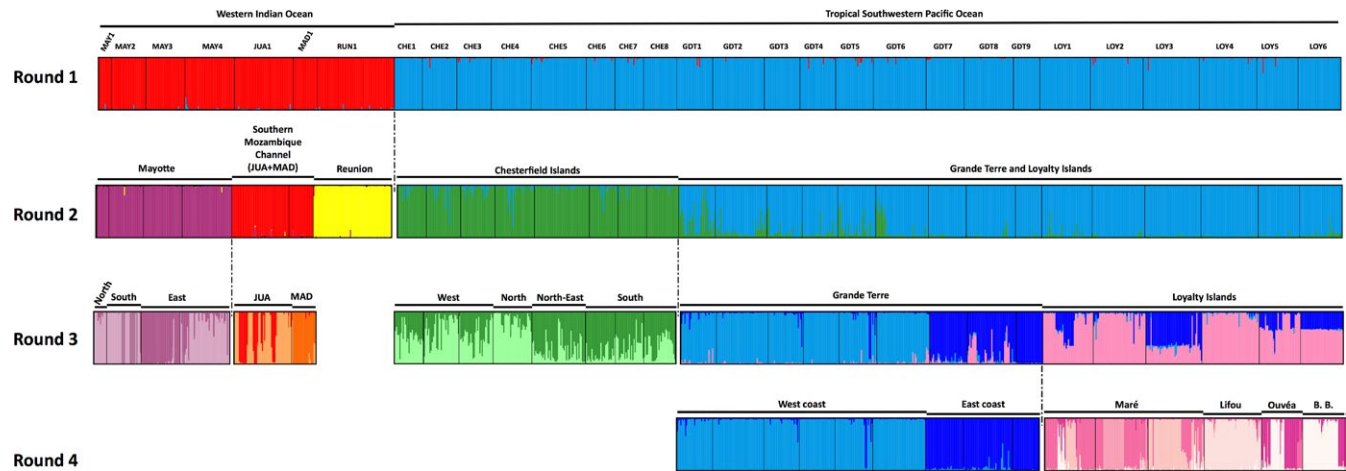 Western Indian Ocean Tropical Southwestern Pacific Ocean
MAY1 MAY2 MAY3 MAY4 JUA1 MAD1 RUN1 CHE1 CHE2 CHE3 CHE4 CHE5 CHE6 CHE7 CHE8 GDT1 GDT2 GDT3 GDT4 GDT5 GDT6 GDT7 GDT8 GDT9 LOY1 LOY2 LOY3 LOY4 LOY5 LOY6
Round 1
Mayotte
Southern
Mozambique
Channel
(JUA+MAD)
Reunion Chesterfield Islands Grande Terre and Loyalty Islands
Round 2
North South East JUA MAD West North North-East South Grande Terre Loyalty Islands
Round 3
West coast East coast Maré Lifou Ouvéa B. B.
Round 4